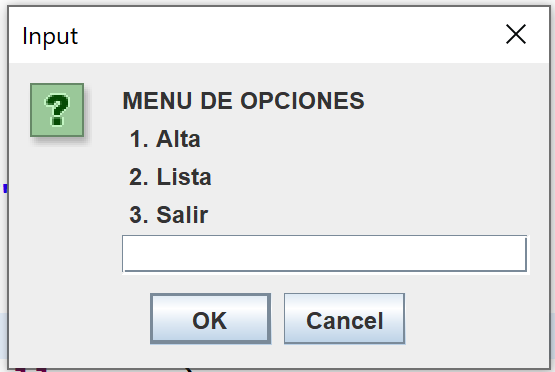 Input
MENU DE OPCIONES
1. Alta
2. Lista
3. Salir
OK
Cancel